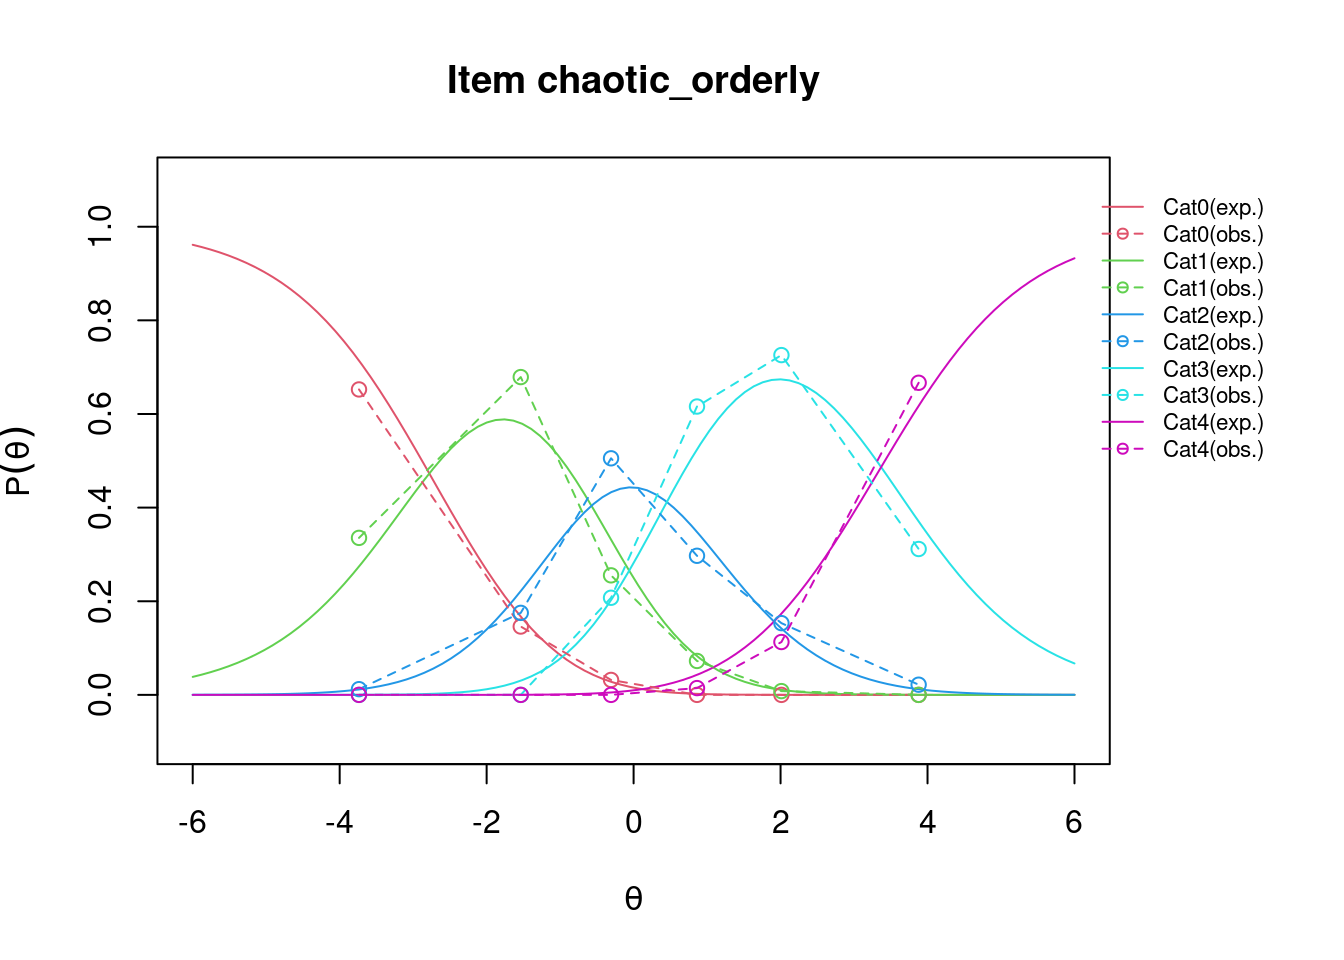 Item chaotic_orderly
P(θ)
1.0
0.8
0.6
0.4
0.2
0.0
-6 -4 -2 0 2 4 6
θ
Cat0(exp.)
Cat0(obs.)
Cat1(exp.)
Cat1(obs.)
Cat2(exp.)
Cat2(obs.)
Cat3(exp.)
Cat3(obs.)
Cat4(exp.)
Cat4(obs.)